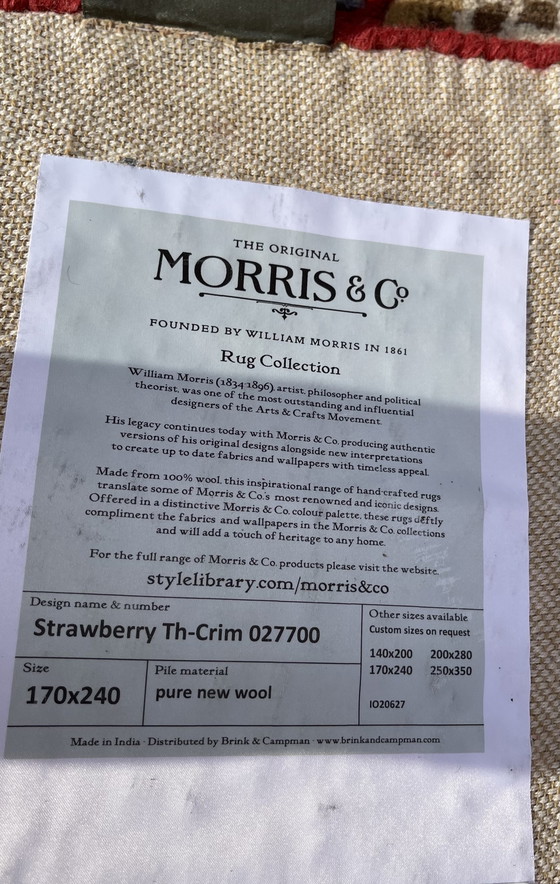 THE ORIGINAL
MORRIS & Co
FOUNDED BY WILLIAM MORRIS IN 1861
Rug Collection
William Morris (1834-1896), artist, philosopher and political
theorist, was one of the most outstanding and influential
designers of the Arts & Crafts Movement.
His legacy continues today with Morris & Co. producing authentic
versions of his original designs alongside new interpretations
to create up to date fabrics and wallpapers with timeless appeal.
Made from 100% wool, this inspirational range of hand-crafted rugs
translate some of Morris & Co.'s most renowned and iconic designs.
Offered in a distinctive Morris & Co. colour palette, these rugs deftly
compliment the fabrics and wallpapers in the Morris & Co. collections
and will add a touch of heritage to any home.
For the full range of Morris & Co. products please visit the website.
stylelibrary.com/morris&co
Design name & number
Strawberry Th-Crim 027700
Size
170x240
Pile material
pure new wool
Other sizes available
Custom sizes on request
140x200 200x280
170x240 250x350
IO20627
Made in India · Distributed by Brink & Campman · www.brinkandcampman.com